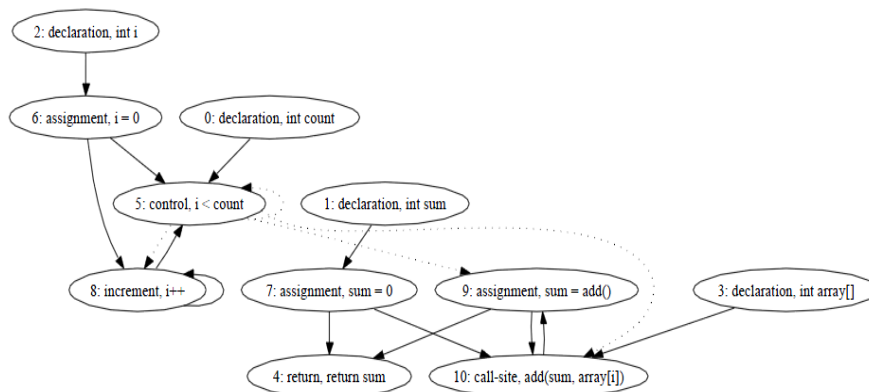 2: declaration, int i
6: assignment, i = 0
0: declaration, int count
5: control, i < count
1: declaration, int sum
8: increment, i++
7: assignment, sum = 0
9: assignment, sum = add()
3: declaration, int array[]
4: return, return sum
10: call-site, add(sum, array[i])